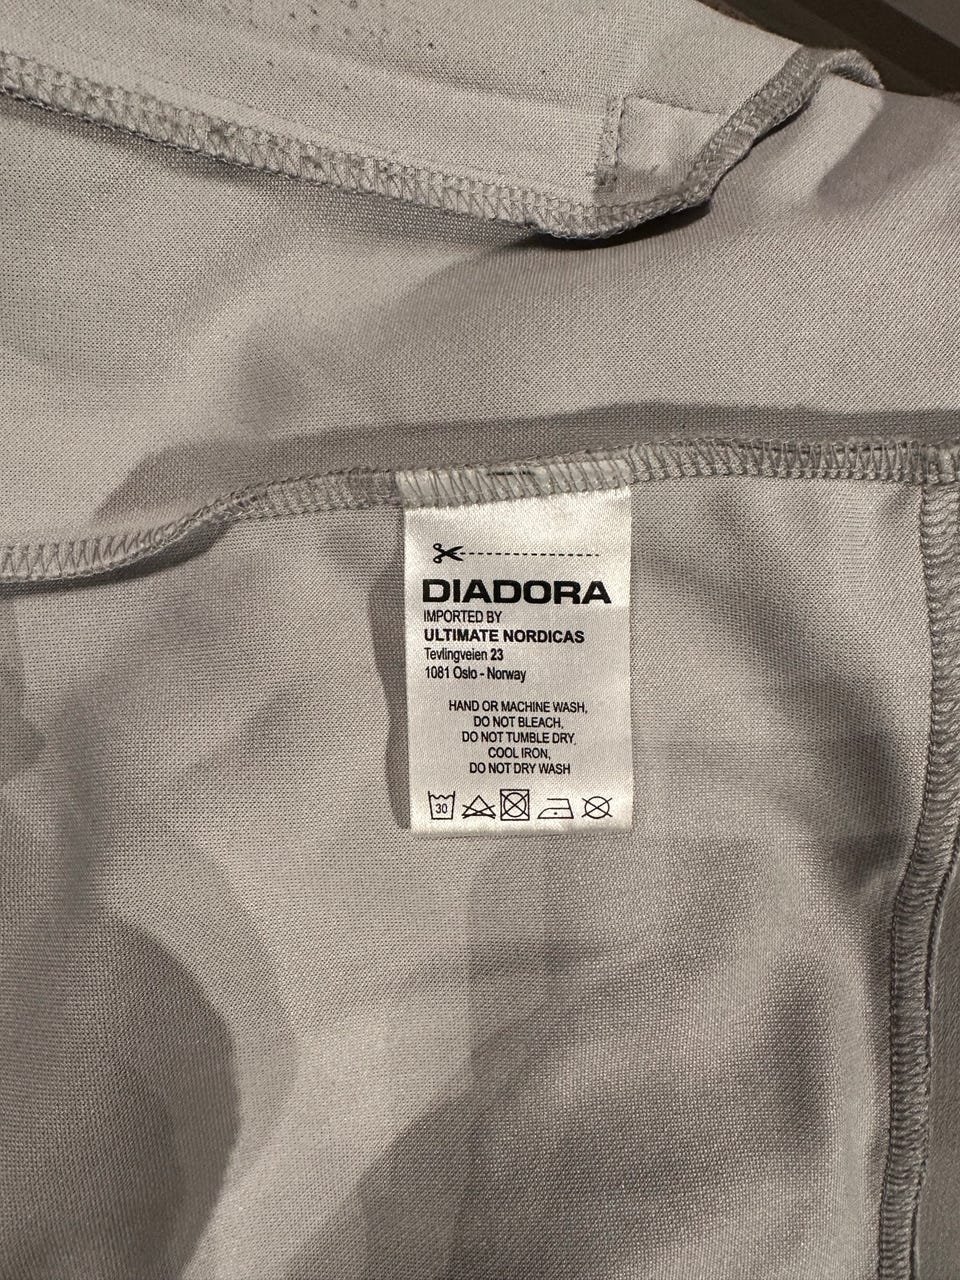 DIADORA
IMPORTED BY
ULTIMATE NORDICAS
Tevlingveien 23
1081 Oslo - Norway
HAND OR MACHINE WASH,
DO NOT BLEACH,
DO NOT TUMBLE DRY,
COOL IRON,
DO NOT DRY WASH
30